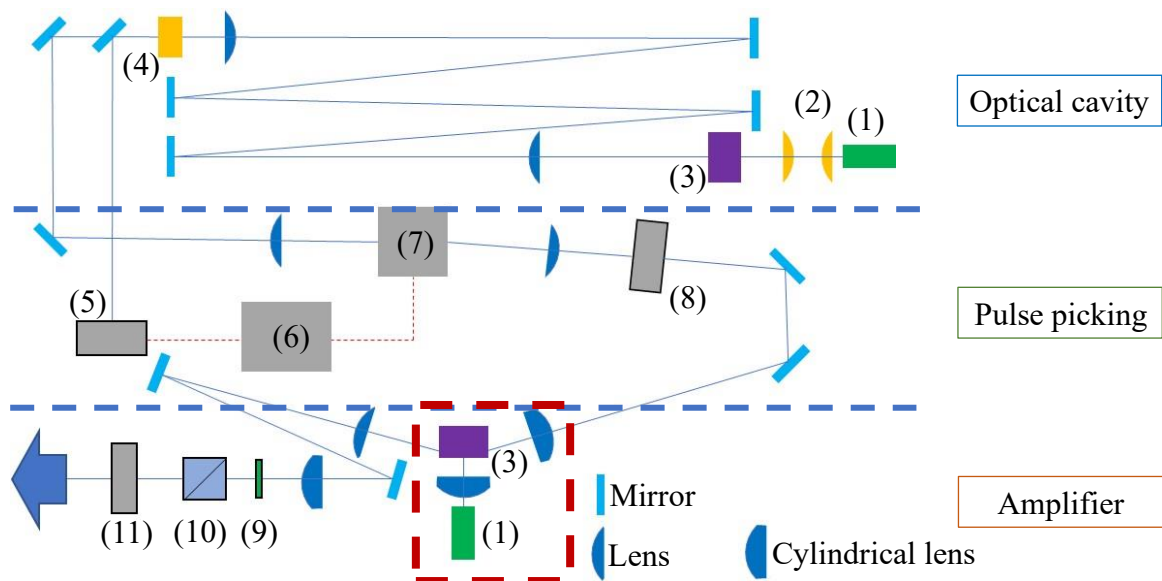 (4)
(2)
(1)
(3)
Optical cavity
(7)
(8)
(5)
(6)
Pulse picking
(3)
(11)
(10)
(9)
(1)
Mirror
Lens
Cylindrical lens
Amplifier